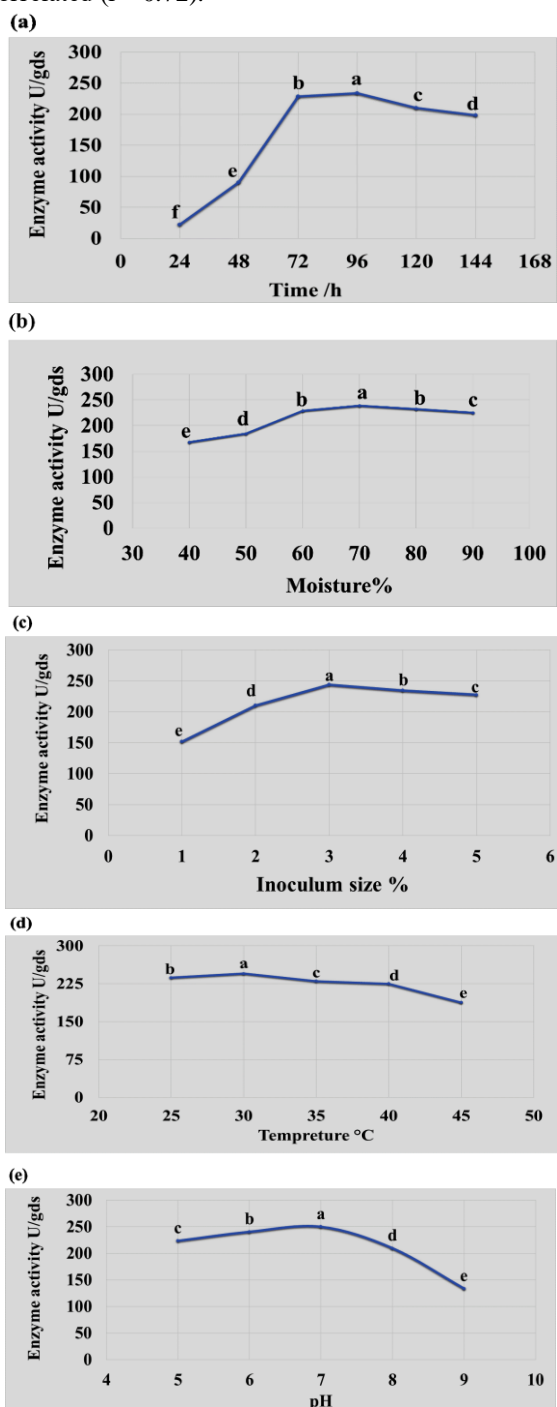 (a)
Enzyme activity U/gds
300
250
200
150
100
50
0
f
e
b
a
c
d
0 24 48 72 96 120 144 168
Time /h
(b)
Enzyme activity U/gds
300
250
200
150
100
50
0
e
d
b
a
b
c
30 40 50 60 70 80 90 100
Moisture%
(c)
Enzyme activity U/gds
300
250
200
150
100
50
0
e
d
a
b
c
0 1 2 3 4 5 6
Inoculum size %
(d)
Enzyme activity U/gds
300
225
150
75
0
b
a
c
d
e
20 25 30 35 40 45 50
Tempreture °C
(e)
Enzyme activity U/gds
300
250
200
150
100
50
0
c
b
a
d
e
4 5 6 7 8 9 10
pH